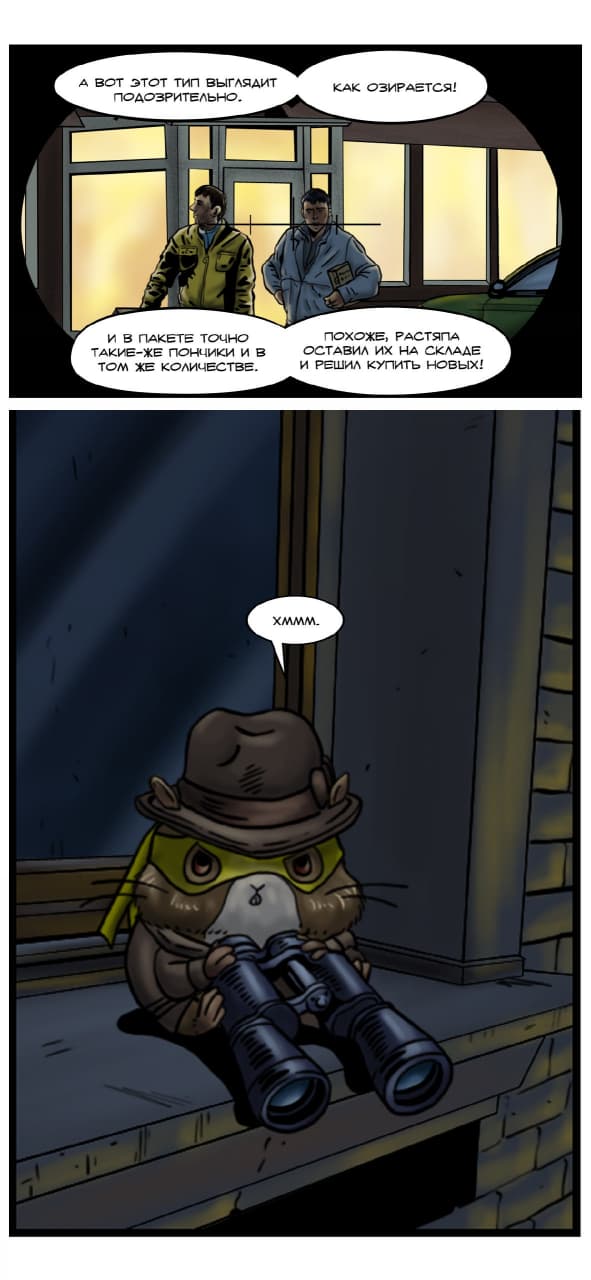 А ВОТ ЭТОТ ТИП ВЫГЛЯДИТ
ПОДОЗРИТЕЛЬНО.
КАК ОЗИРАЕТСЯ!
И В ПАКЕТЕ ТОЧНО
ТАКИЕ-ЖЕ ПОНЧИКИ И В
ТОМ ЖЕ КОЛИЧЕСТВЕ.
ПОХОЖЕ, РАСТЯПА
ОСТАВИЛ ИХ НА СКЛАДЕ
И РЕШИЛ КУПИТЬ НОВЫХ!
ХМММ.